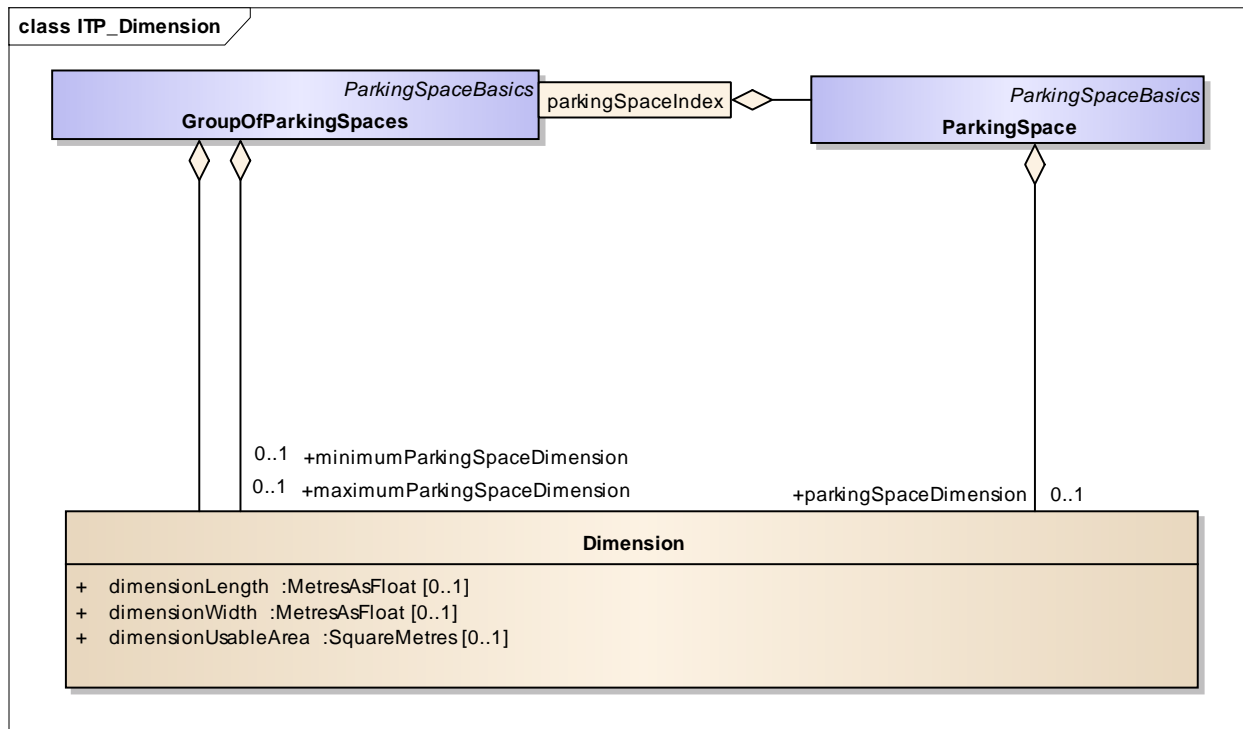 class ITP_Dimension
ParkingSpaceBasics
GroupOfParkingSpaces
parkingSpaceIndex
ParkingSpaceBasics
ParkingSpace
0..1 +minimumParkingSpaceDimension
0..1 +maximumParkingSpaceDimension
+parkingSpaceDimension 0..1
Dimension
+ dimensionLength :MetresAsFloat [0..1]
+ dimensionWidth :MetresAsFloat [0..1]
+ dimensionUsableArea :SquareMetres [0..1]